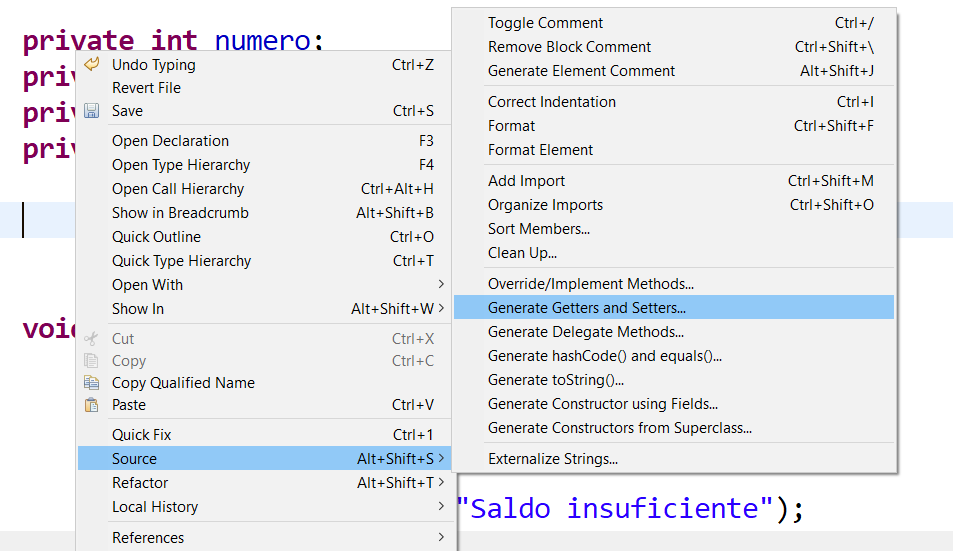 private int numero;
priv
priv
priv
void
"Saldo insuficiente");
Undo Typing Ctrl+Z
Revert File
Save Ctrl+S
Open Declaration F3
Open Type Hierarchy F4
Open Call Hierarchy Ctrl+Alt+H
Show in Breadcrumb Alt+Shift+B
Quick Outline Ctrl+O
Quick Type Hierarchy Ctrl+T
Open With
Show In Alt+Shift+W
Cut Ctrl+X
Copy Ctrl+C
Copy Qualified Name
Paste Ctrl+V
Quick Fix Ctrl+1
Source Alt+Shift+S
Refactor Alt+Shift+T
Local History
References
Toggle Comment Ctrl+/
Remove Block Comment Ctrl+Shift+\
Generate Element Comment Alt+Shift+J
Correct Indentation Ctrl+I
Format Ctrl+Shift+F
Format Element
Add Import Ctrl+Shift+M
Organize Imports Ctrl+Shift+O
Sort Members...
Clean Up...
Override/Implement Methods...
Generate Getters and Setters...
Generate Delegate Methods...
Generate hashCode() and equals()...
Generate toString()...
Generate Constructor using Fields...
Generate Constructors from Superclass...
Externalize Strings...